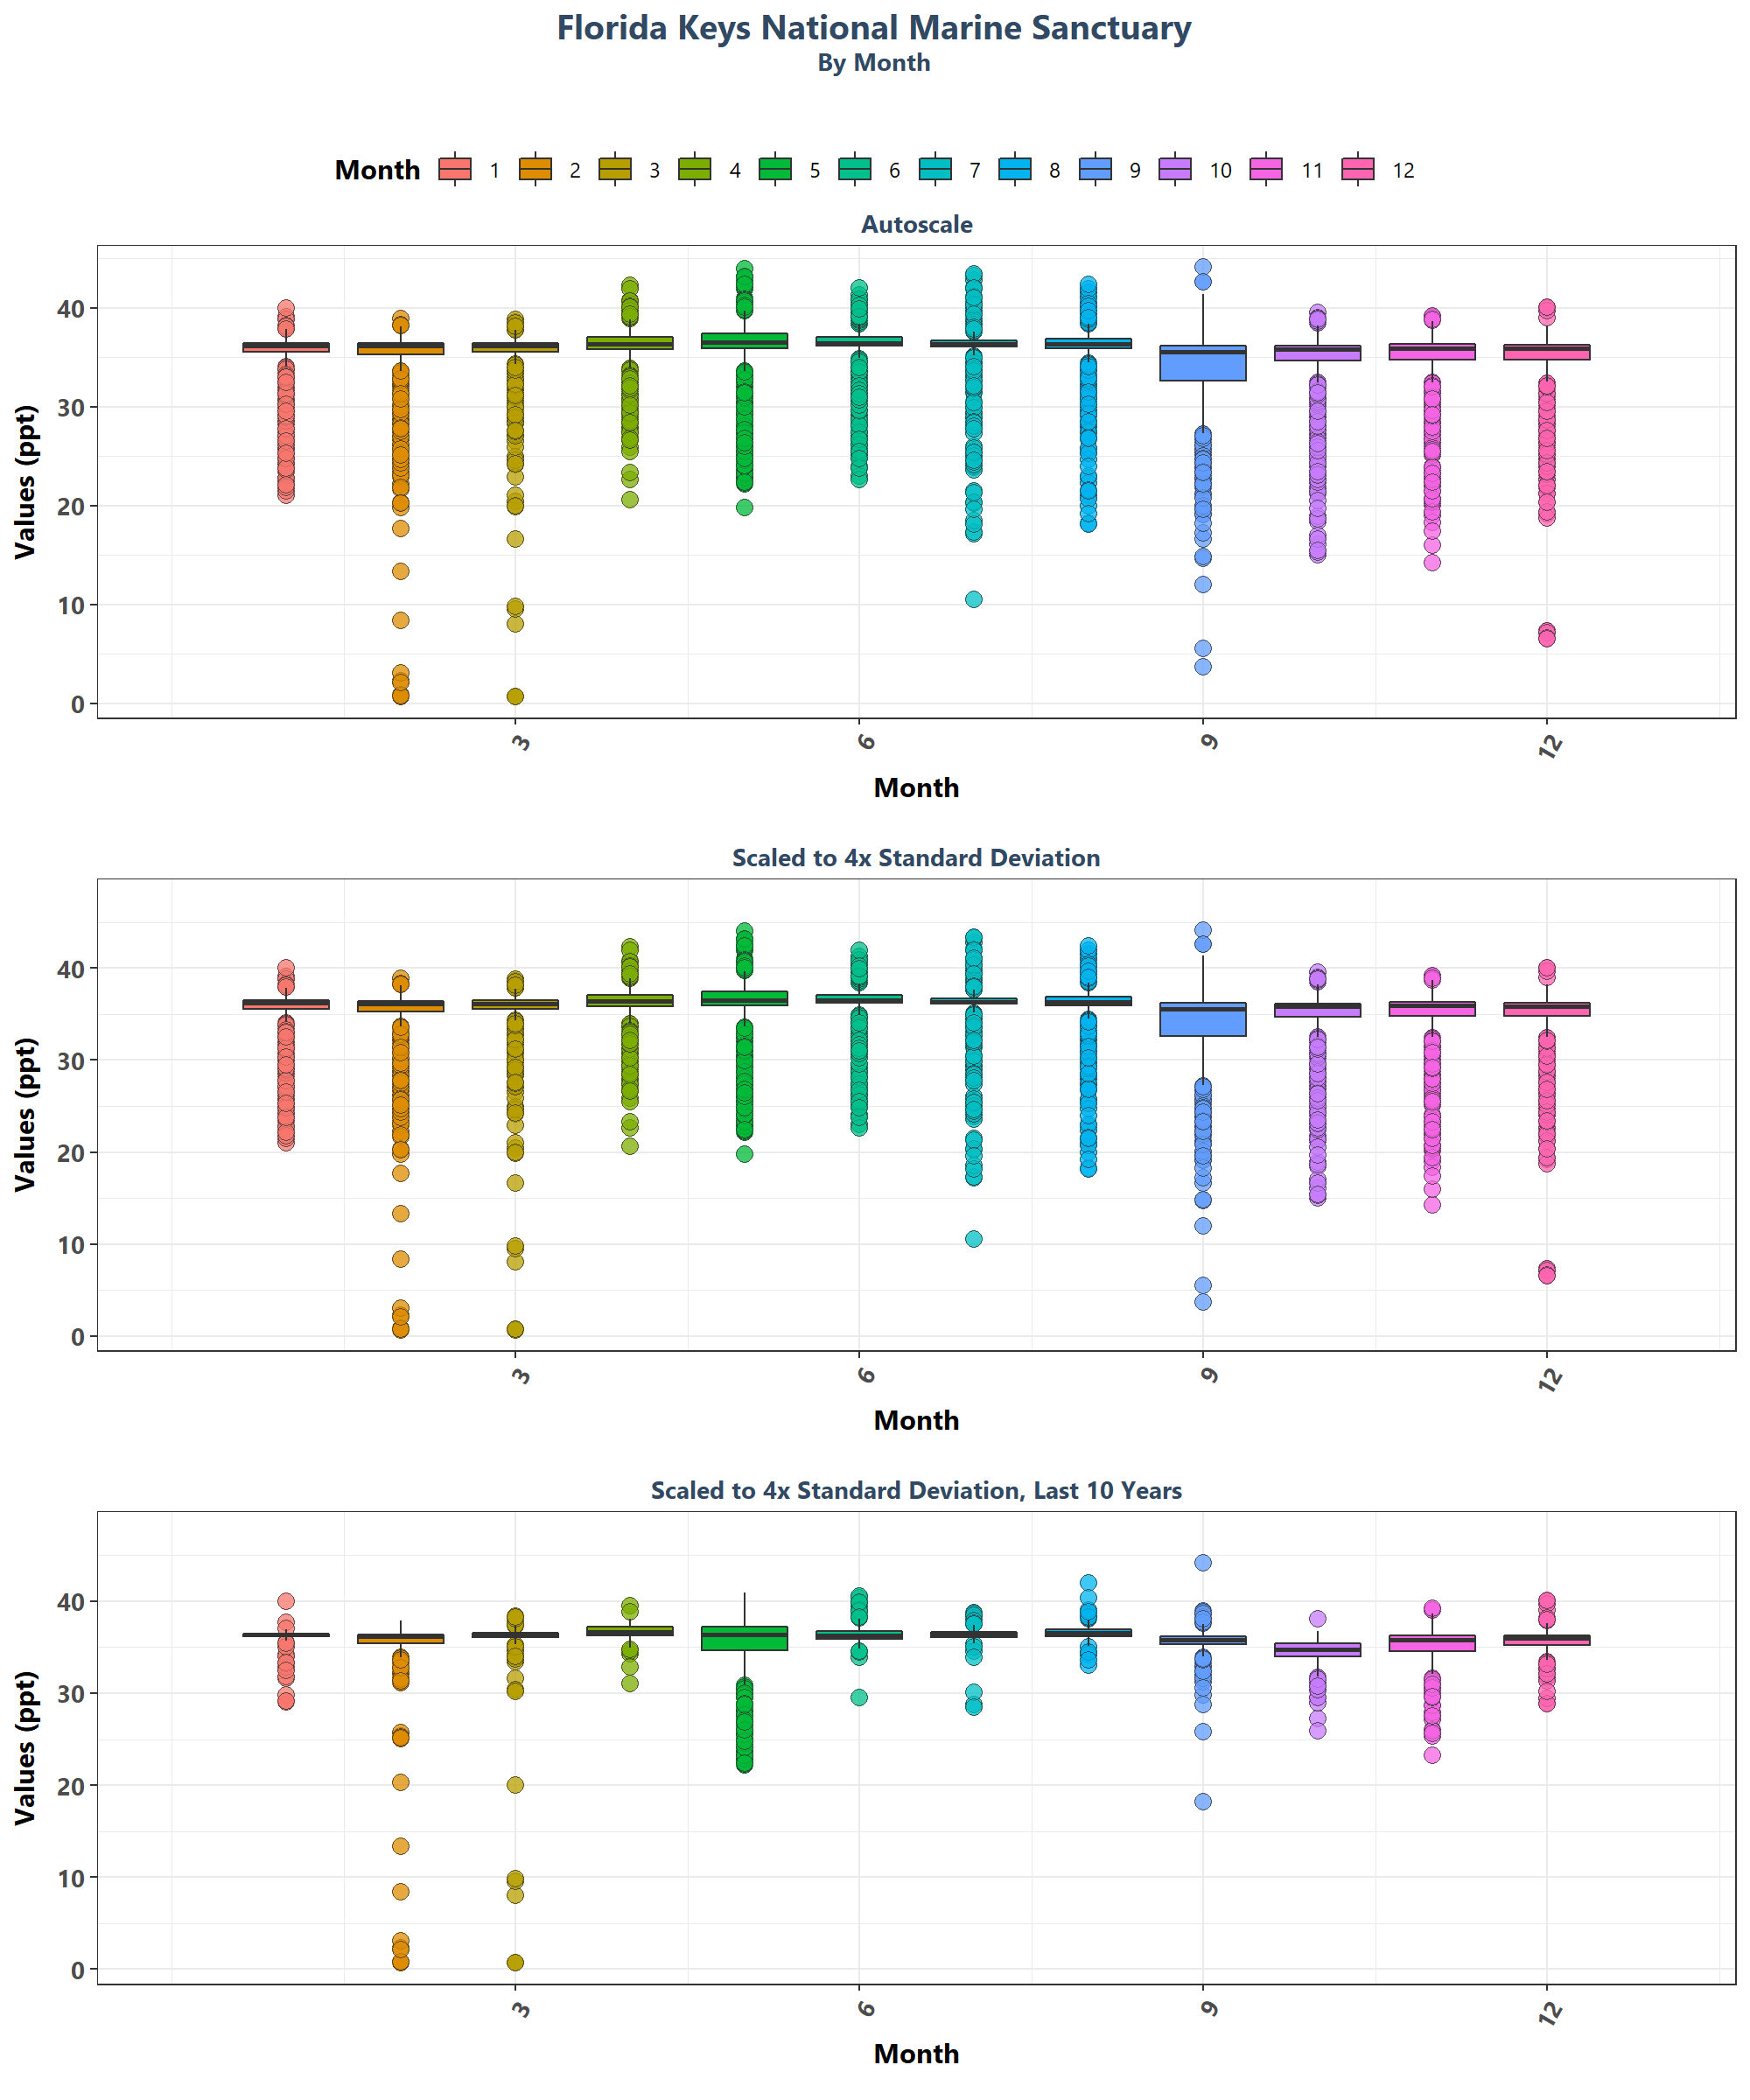 Florida Keys National Marine Sanctuary
By Month
Month 1 2 3 4 5 6 7 8 9 10 11 12
Autoscale
Values (ppt)
40
30
20
10
0
3 6 9 12
Month
Scaled to 4x Standard Deviation
Values (ppt)
40
30
20
10
0
3 6 9 12
Month
Scaled to 4x Standard Deviation, Last 10 Years
Values (ppt)
40
30
20
10
0
3 6 9 12
Month